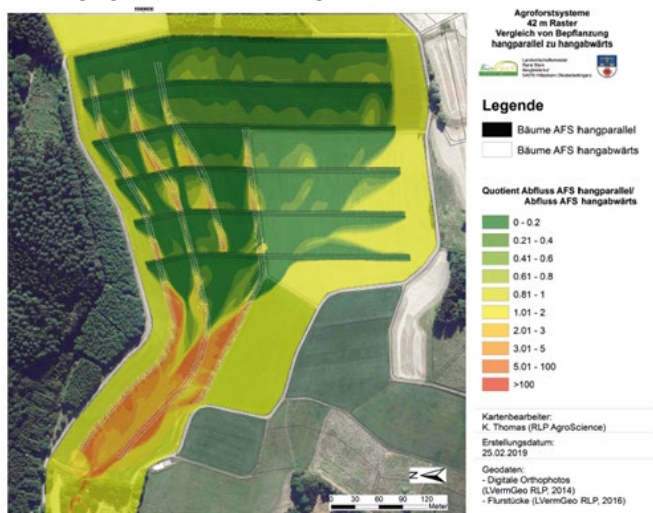 Agroforstsysteme
42 m Raster
Vergleich von Bepflanzung
hangparallel zu hangabwärts
Legende
Bäume AFS hangparallel
Bäume AFS hangabwärts
Quotient Abfluss AFS hangparallel/
Abfluss AFS hangabwärts
0 - 0.2
0.21 - 0.4
0.41 - 0.6
0.61 - 0.8
0.81 - 1
1.01 - 2
2.01 - 3
3.01 - 5
5.01 - 100
>100
Kartenbearbeiter:
K. Thomas (RLP AgroScience)
Erstellungsdatum:
25.02.2019
Geodaten:
- Digitale Orthophotos
(LVermGeo RLP, 2014)
- Flurstücke (LVermGeo RLP, 2016)
N
0 30 60 90 120
Meter